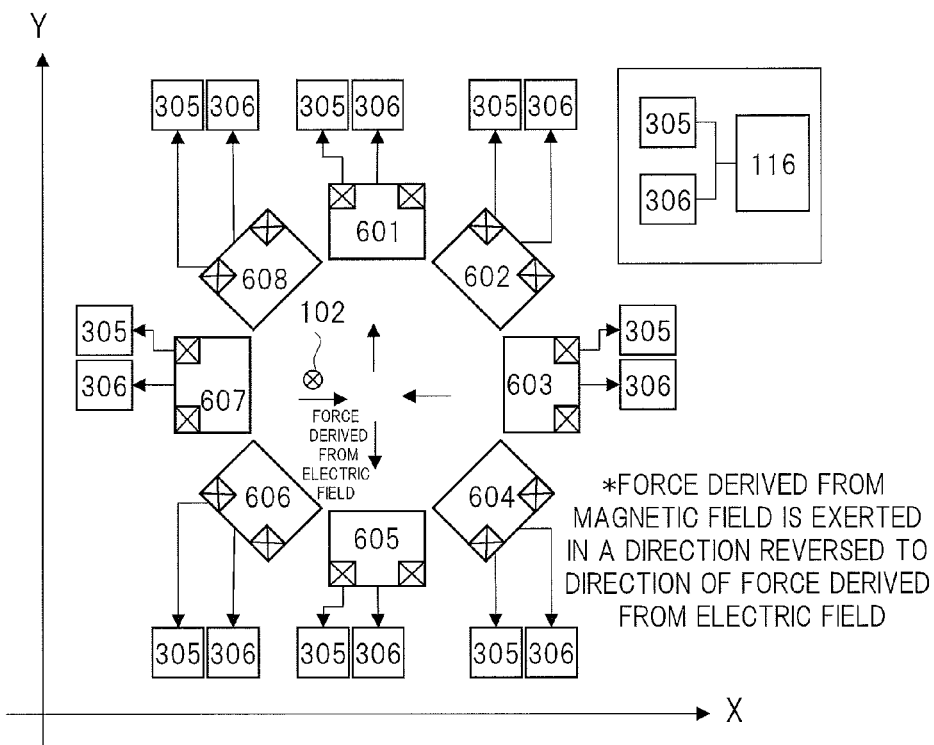 Y
305 306 305 306 305 306
305
116
306
601
602
608
102
305
306
607
603
305
306
FORCE
DERIVED
FROM
ELECTRIC
FIELD
606
604
605
*FORCE DERIVED FROM
MAGNETIC FIELD IS EXERTED
IN A DIRECTION REVERSED TO
DIRECTION OF FORCE DERIVED
FROM ELECTRIC FIELD
305 306 305 306 305 306
X